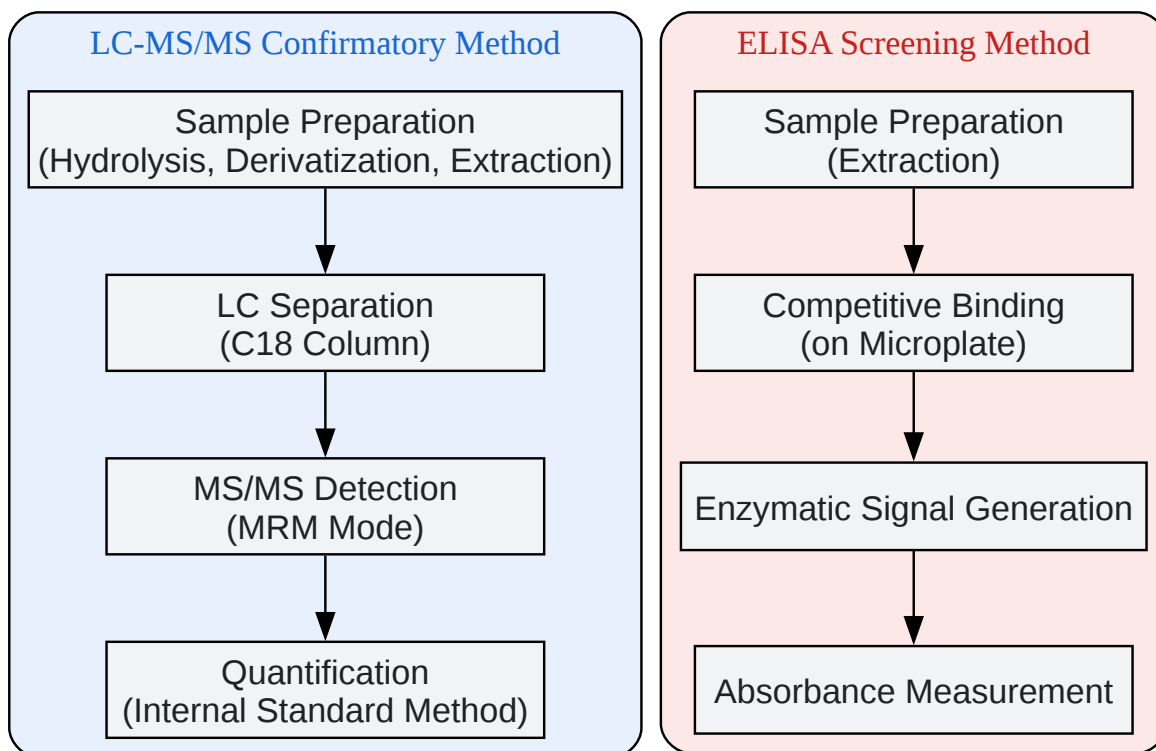 LC-MS/MS Confirmatory Method
Sample Preparation
(Hydrolysis, Derivatization, Extraction)
LC Separation
(C18 Column)
MS/MS Detection
(MRM Mode)
Quantification
(Internal Standard Method)
ELISA Screening Method
Sample Preparation
(Extraction)
Competitive Binding
(on Microplate)
Enzymatic Signal Generation
Absorbance Measurement